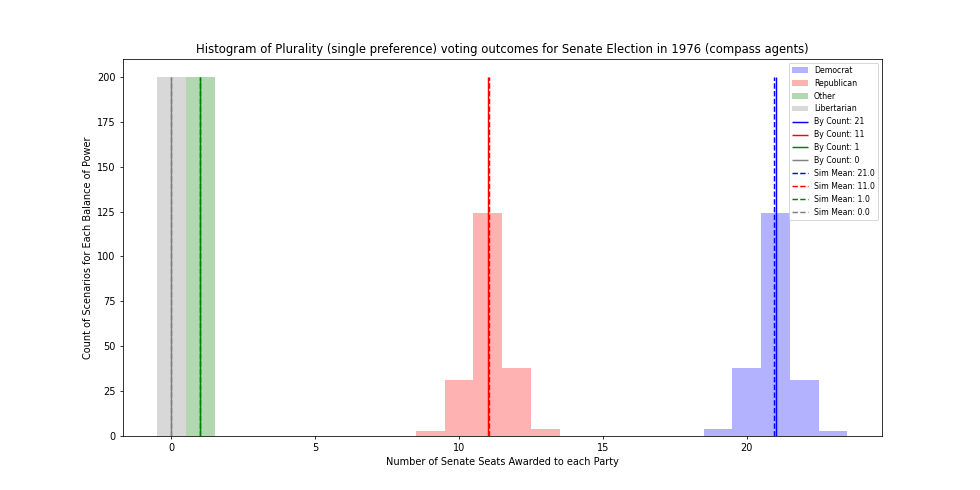 Histogram of Plurality (single preference) voting outcomes for Senate Election in 1976 (compass agents)
Count of Scenarios for Each Balance of Power
200
175
150
125
100
75
50
25
0
0 5 10 15 20
Number of Senate Seats Awarded to each Party
Democrat
Republican
Other
Libertarian
By Count: 21
By Count: 11
By Count: 1
By Count: 0
Sim Mean: 21.0
Sim Mean: 11.0
Sim Mean: 1.0
Sim Mean: 0.0